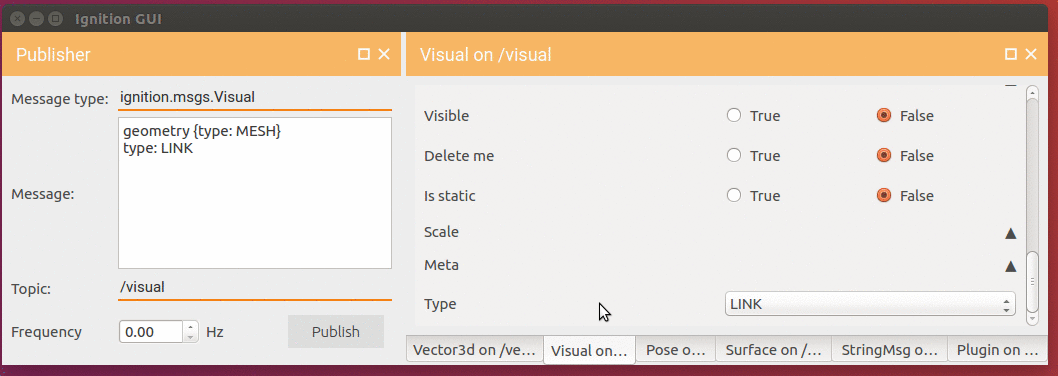 Ignition GUI
Publisher
Message type: ignition.msgs.Visual
geometry {type: MESH}
type: LINK
Message:
Topic: /visual
Frequency 0.00 Hz Publish
Visual on /visual
Visible True False
Delete me True False
Is static True False
Scale
Meta
Type LINK
Vector3d on /ve... Visual on... Pose o... Surface on /... StringMsg o... Plugin on ...